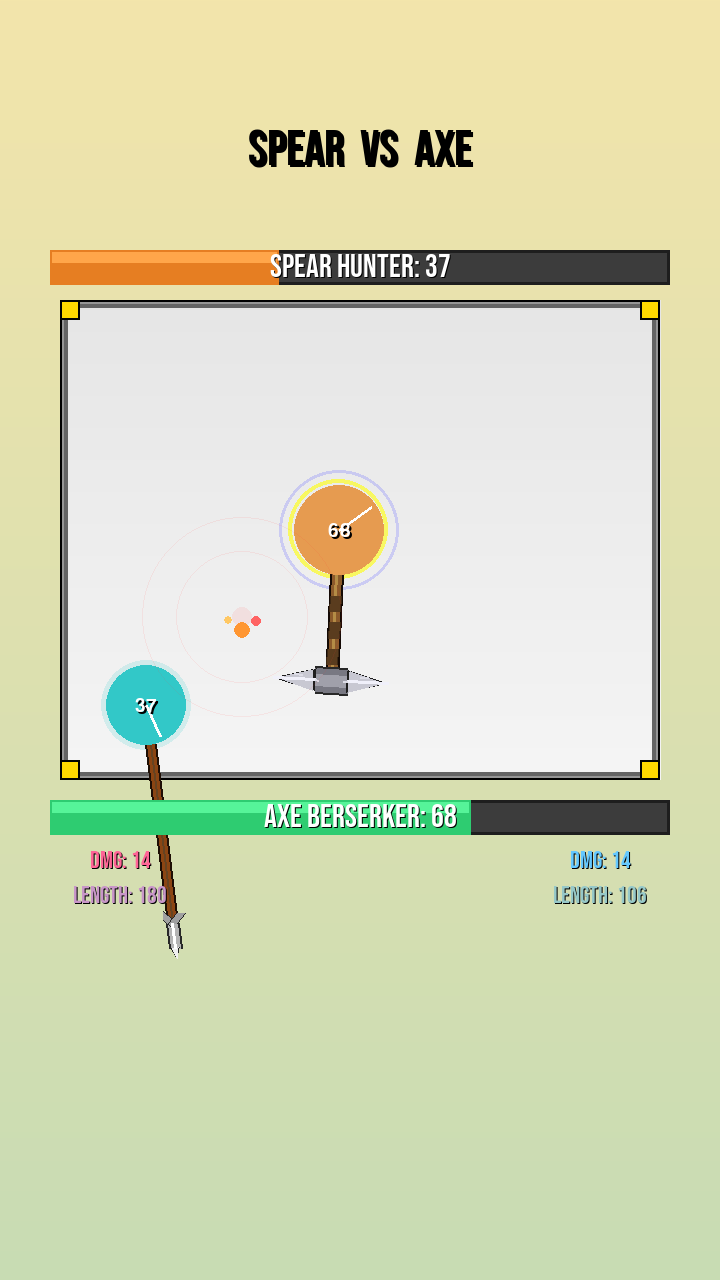 SPEAR VS AXE
SPEAR HUNTER: 37
68
37
AXE BERSERKER: 68
DMG: 14
DMG: 14
LENGTH: 180
LENGTH: 106